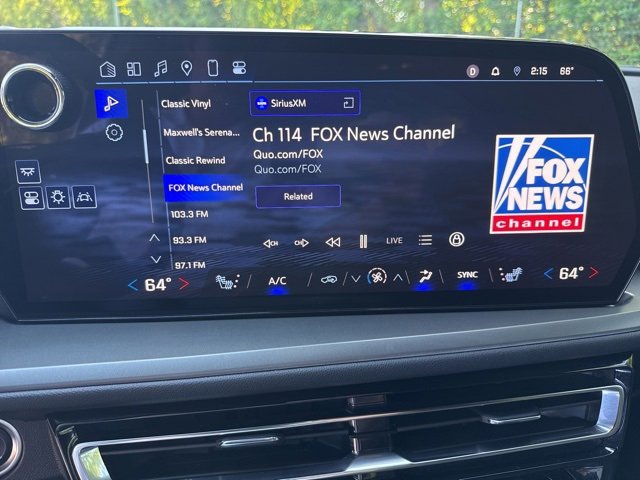 D 2:15 66°
Classic Vinyl
Maxwell's Serena...
Classic Rewind
FOX News Channel
103.3 FM
93.3 FM
97.1 FM
SiriusXM
Ch 114 FOX News Channel
Quo.com/FOX
Quo.com/FOX
Related
CH CH LIVE
FOX
NEWS
channel
64° A/C SYNC 64°